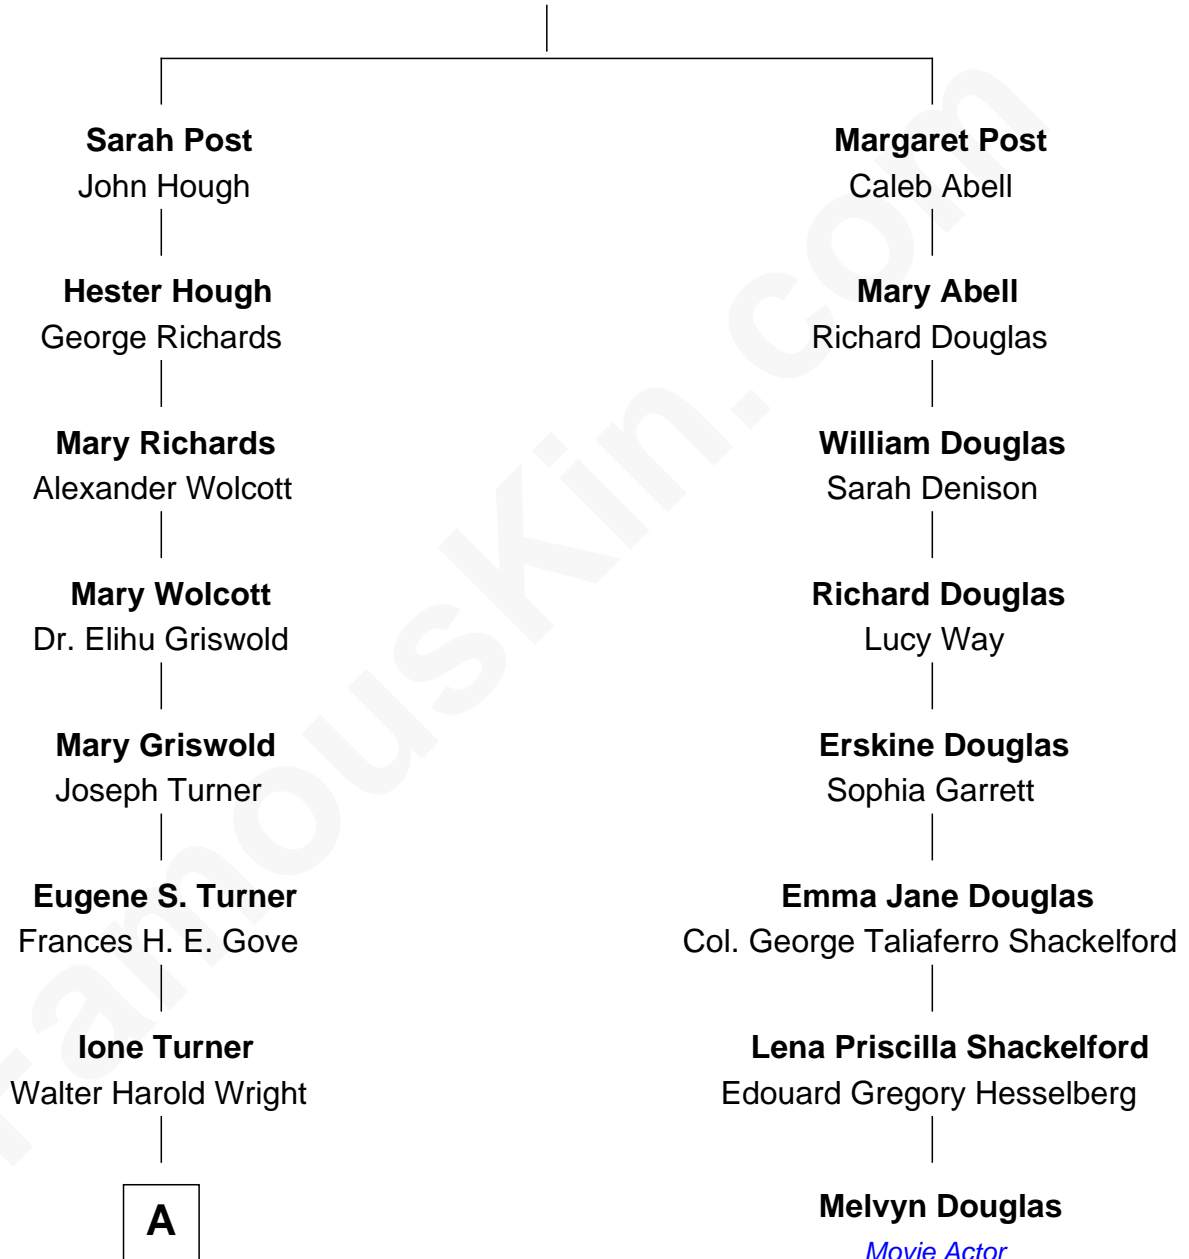 Sarah Post
John Hough
Hester Hough
George Richards
Mary Richards
Alexander Wolcott
Mary Wolcott
Dr. Elihu Griswold
Mary Griswold
Joseph Turner
Eugene S. Turner
Frances H. E. Gove
Ione Turner
Walter Harold Wright
A
Margaret Post
Caleb Abell
Mary Abell
Richard Douglas
William Douglas
Sarah Denison
Richard Douglas
Lucy Way
Erskine Douglas
Sophia Garrett
Emma Jane Douglas
Col. George Taliaferro Shackelford
Lena Priscilla Shackelford
Edouard Gregory Hesselberg
Melvyn Douglas
Movie Actor
FamousKin.com